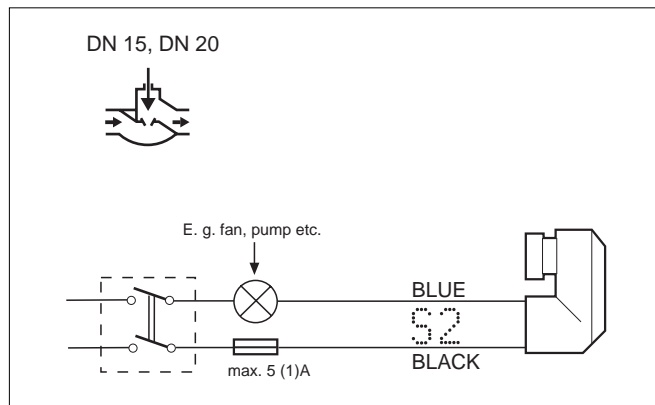 DN 15, DN 20
E. g. fan, pump etc.
BLUE
S2
BLACK
max. 5 (1)A